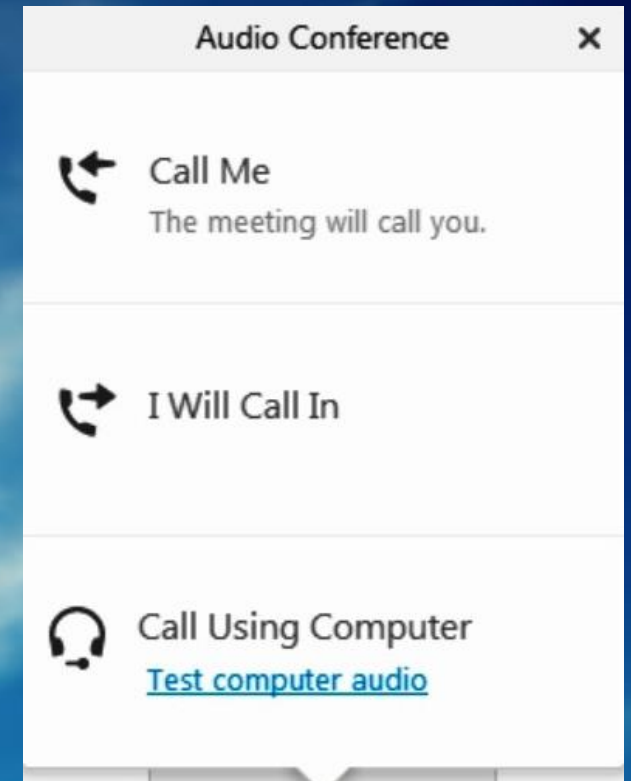 Audio Conference
Call Me
The meeting will call you.
I Will Call In
Call Using Computer
Test computer audio